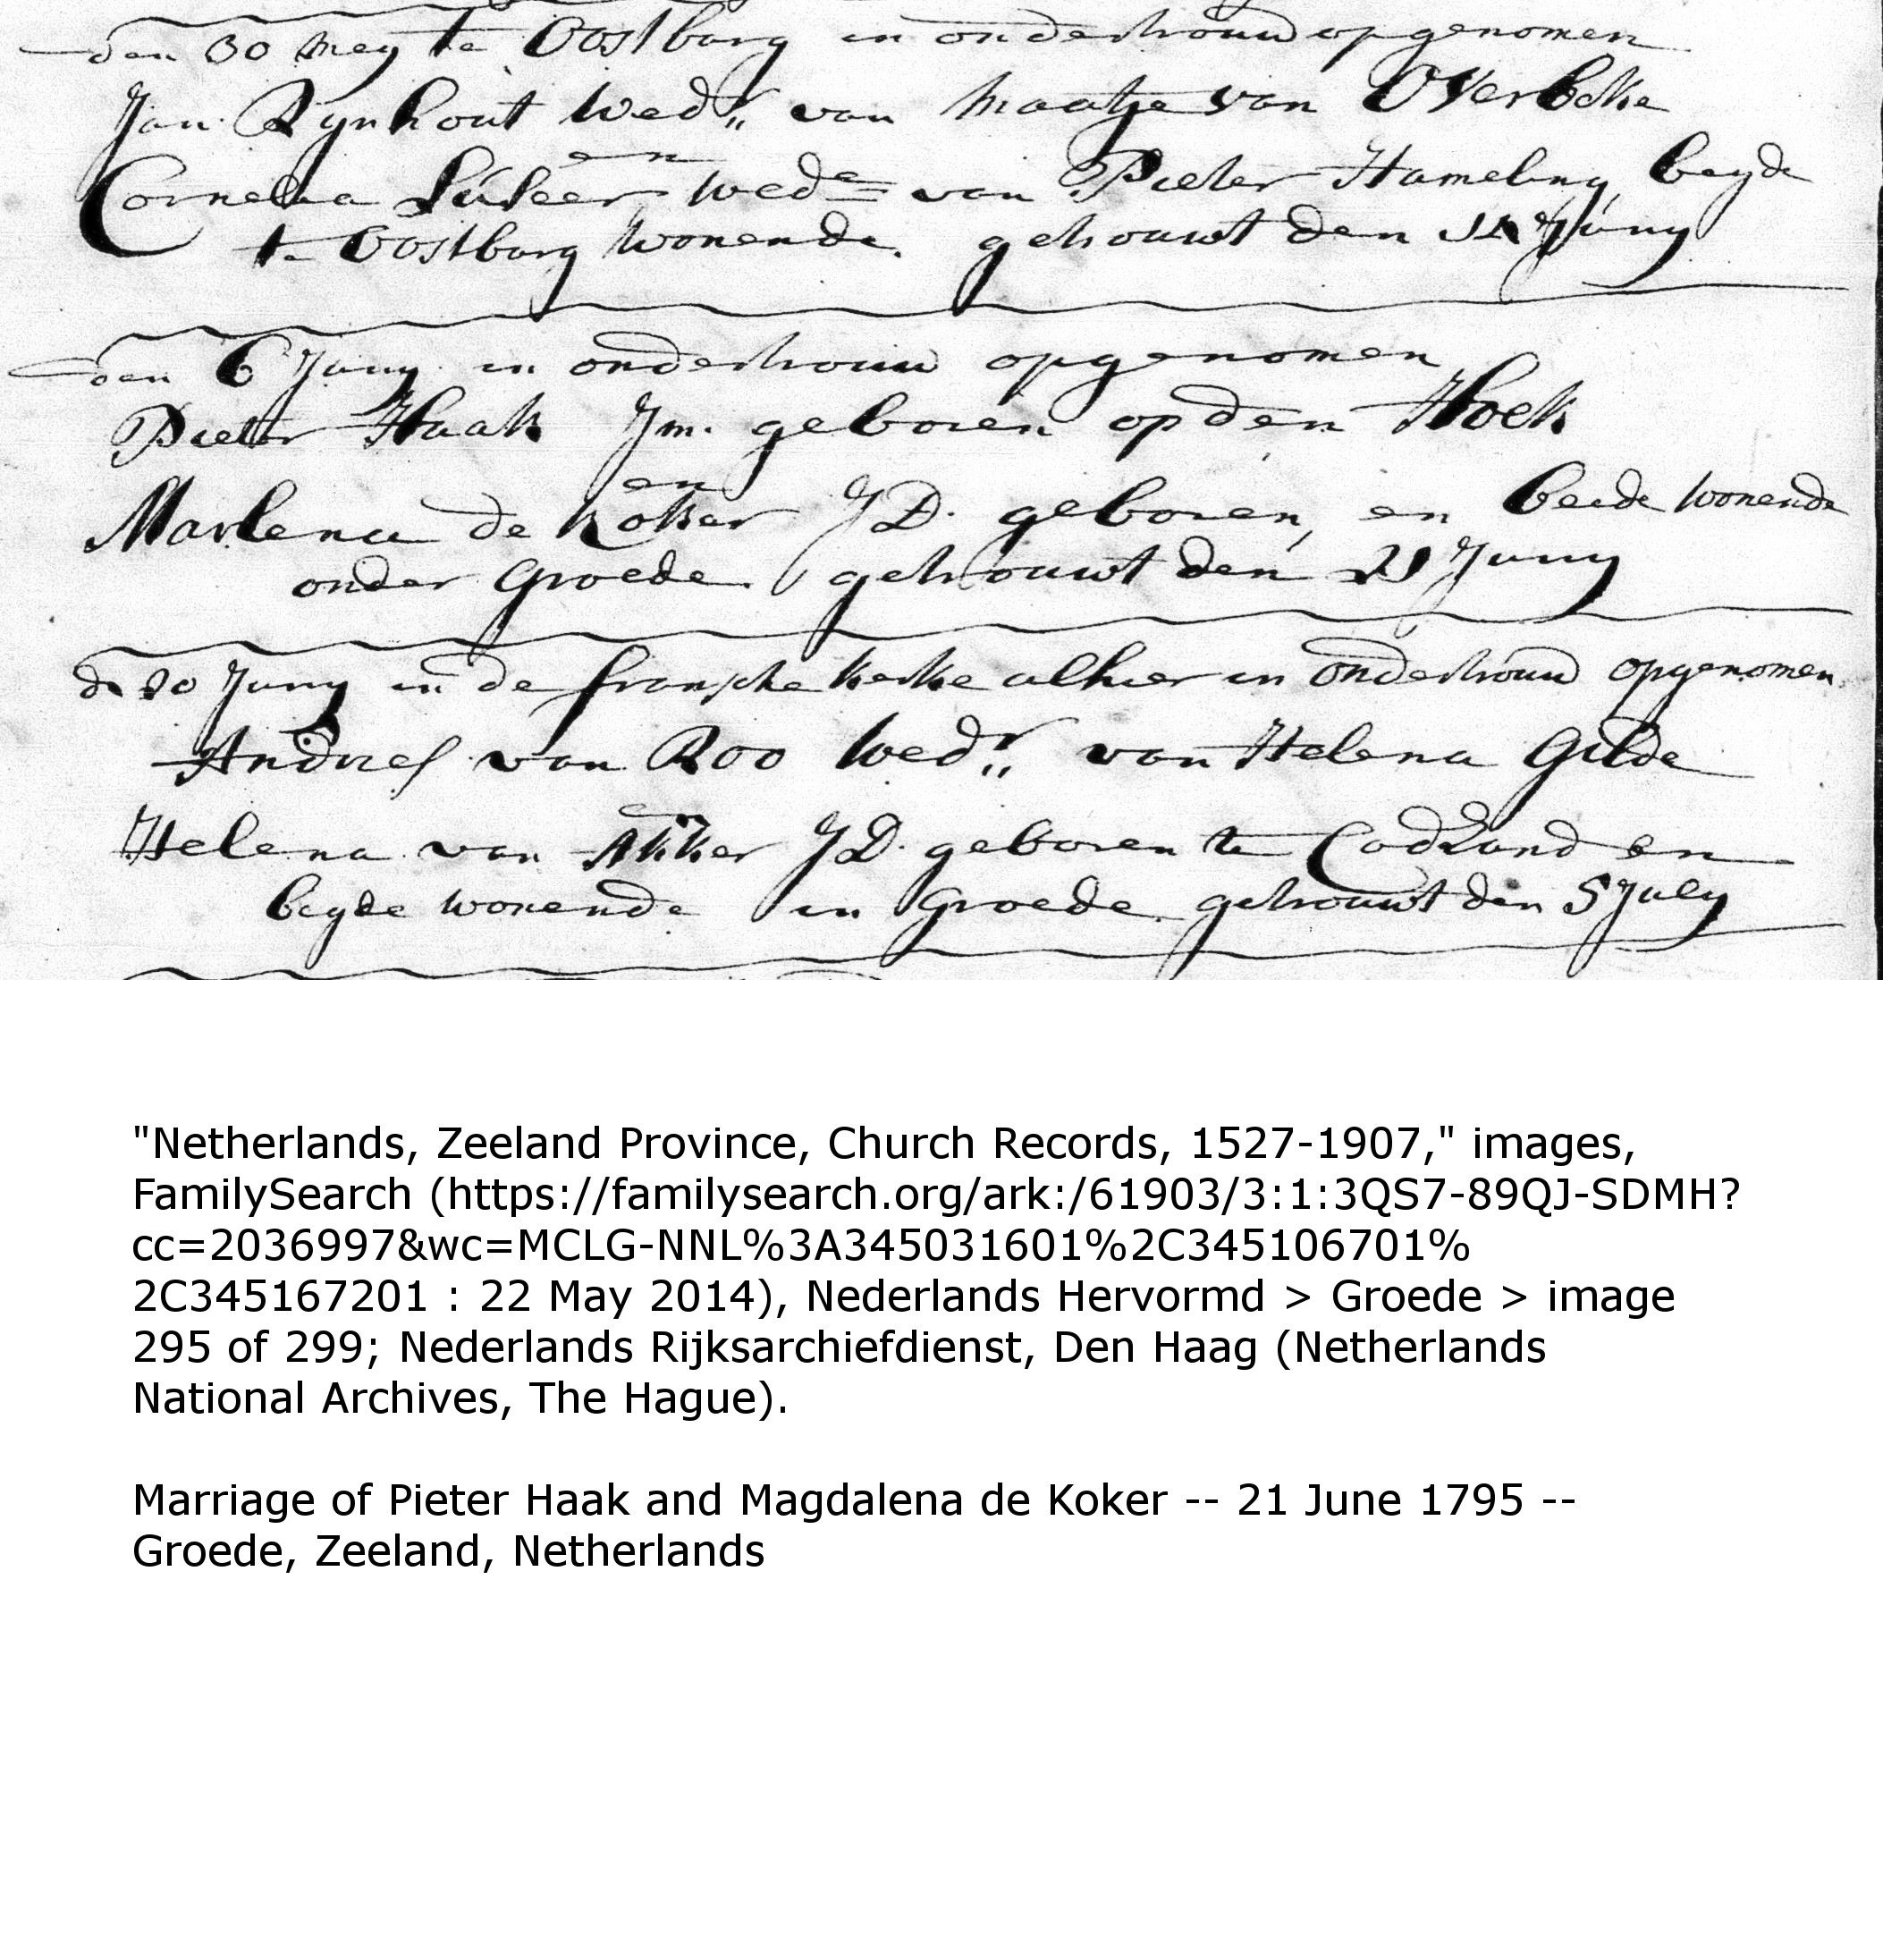 den 30 mey te Oostburg in ondertrouw opgenomen
Jan Rynhout wedr van Maatje van Overbeke
en
Cornelia wede van Pieter Hameling beyde
te Oostburg wonende. getrouwt den Juny
den 6 Juny in ondertrouw opgenomen
Pieter Haak Jm. geboren op den Hoek
en
Marlena de Koker JD. geboren, en beide wonende
onder Groede. getrouwt den 21 Juny
de 20 Juny in de fransche kerke alhier in ondertrouw opgenomen
Andries van Roo Wedr van Helena Gilde
en
Helena van Akker JD. geboren te Cadzand en
beyde wonende in Groede getrouwt den 5 July
"Netherlands, Zeeland Province, Church Records, 1527-1907," images,
FamilySearch (https://familysearch.org/ark:/61903/3:1:3QS7-89QJ-SDMH?
cc=2036997&wc=MCLG-NNL%3A345031601%2C345106701%
2C345167201 : 22 May 2014), Nederlands Hervormd > Groede > image
295 of 299; Nederlands Rijksarchiefdienst, Den Haag (Netherlands
National Archives, The Hague).
Marriage of Pieter Haak and Magdalena de Koker -- 21 June 1795 --
Groede, Zeeland, Netherlands